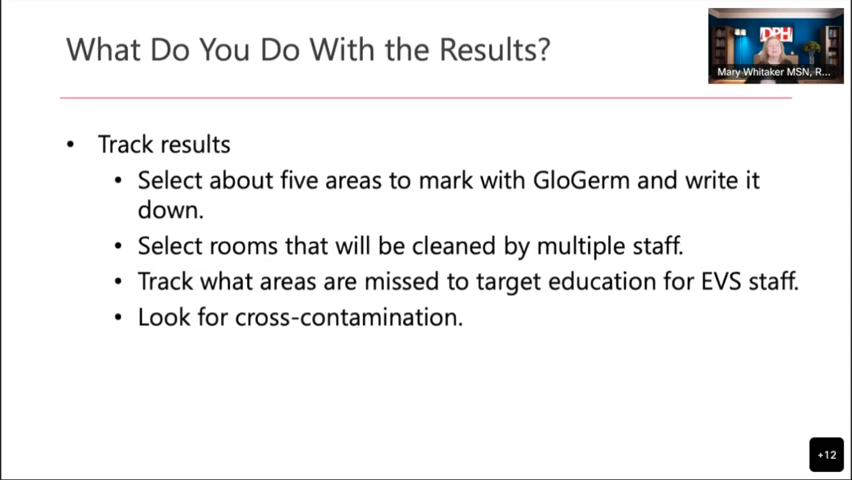 What Do You Do With the Results?
DPH
Mary Whitaker MSN, R...
• Track results
• Select about five areas to mark with GloGerm and write it
down.
• Select rooms that will be cleaned by multiple staff.
• Track what areas are missed to target education for EVS staff.
• Look for cross-contamination.
+12